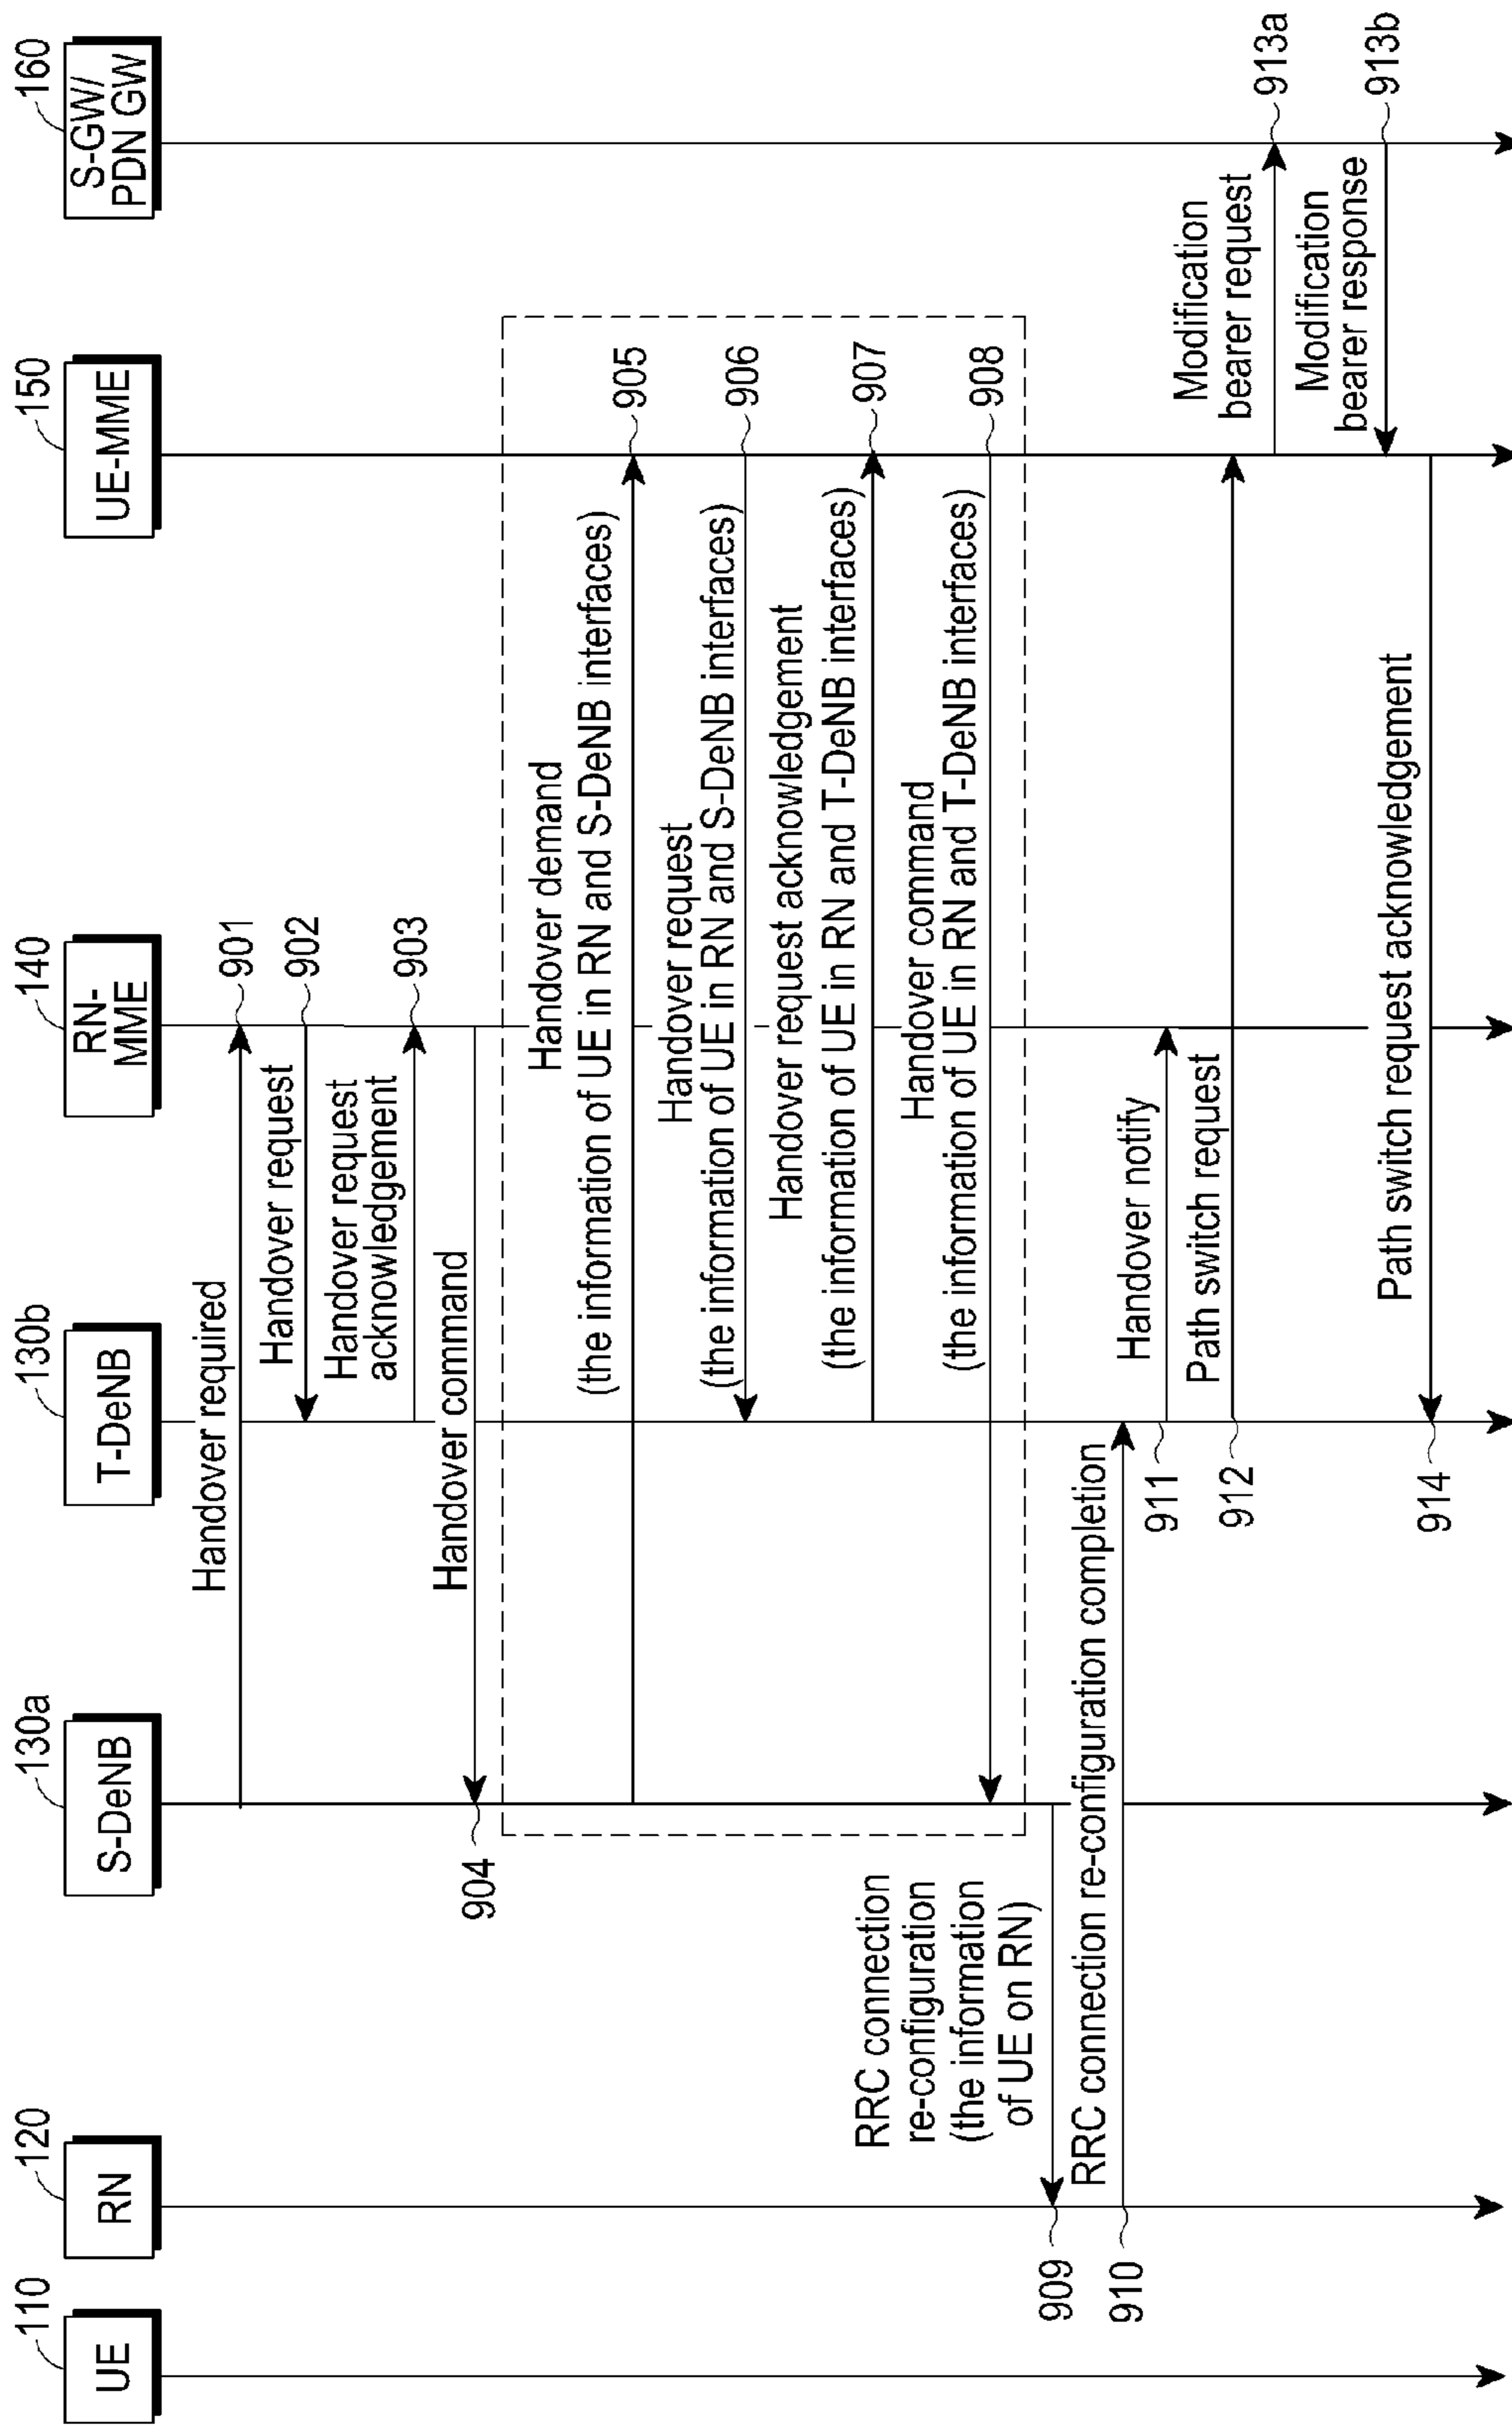 110
UE
120
RN
130a
S-DeNB
130b
T-DeNB
140
RN-
MME
150
UE-MME
160
S-GW/
PDN GW
Handover required
901
Handover request
902
Handover request
acknowledgement
903
Handover command
904
Handover demand
(the information of UE in RN and S-DeNB interfaces)
905
Handover request
(the information of UE in RN and S-DeNB interfaces)
906
Handover request acknowledgement
(the information of UE in RN and T-DeNB interfaces)
907
Handover command
(the information of UE in RN and T-DeNB interfaces)
908
RRC connection
re-configuration
(the information
of UE on RN)
909
RRC connection re-configuration completion
910
Handover notify
911
Path switch request
912
Modification
bearer request
913a
Modification
bearer response
913b
Path switch request acknowledgement
914